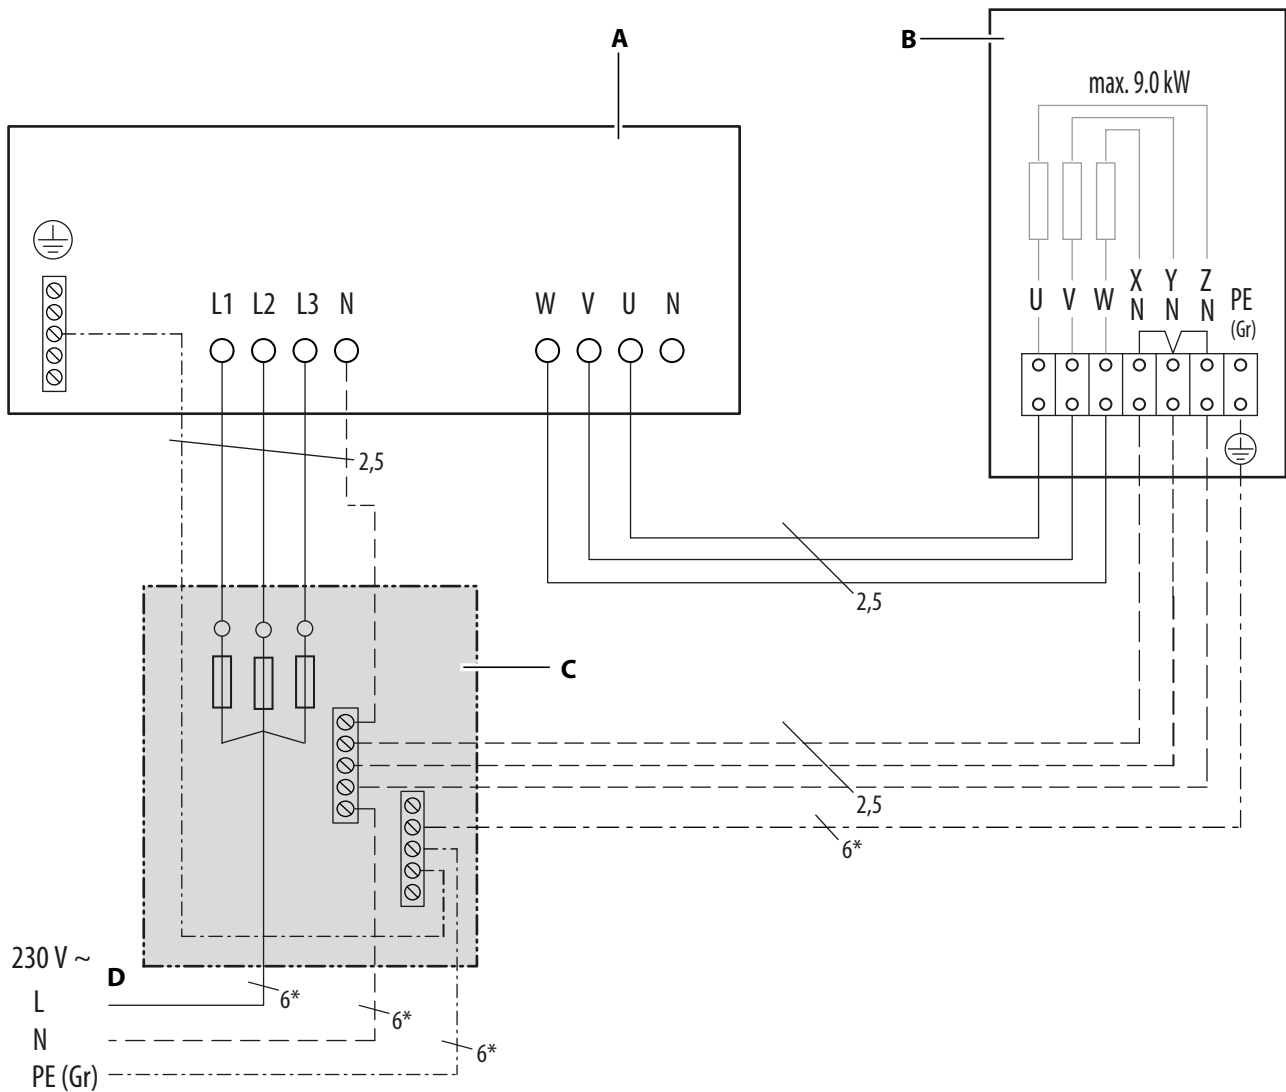 A
B
max. 9.0 kW
L1 L2 L3 N
W V U N
U V W X Y Z PE
N N N (Gr)
2,5
2,5
C
2,5
6*
230 V ~
D
L
6*
6*
N
6*
PE (Gr)